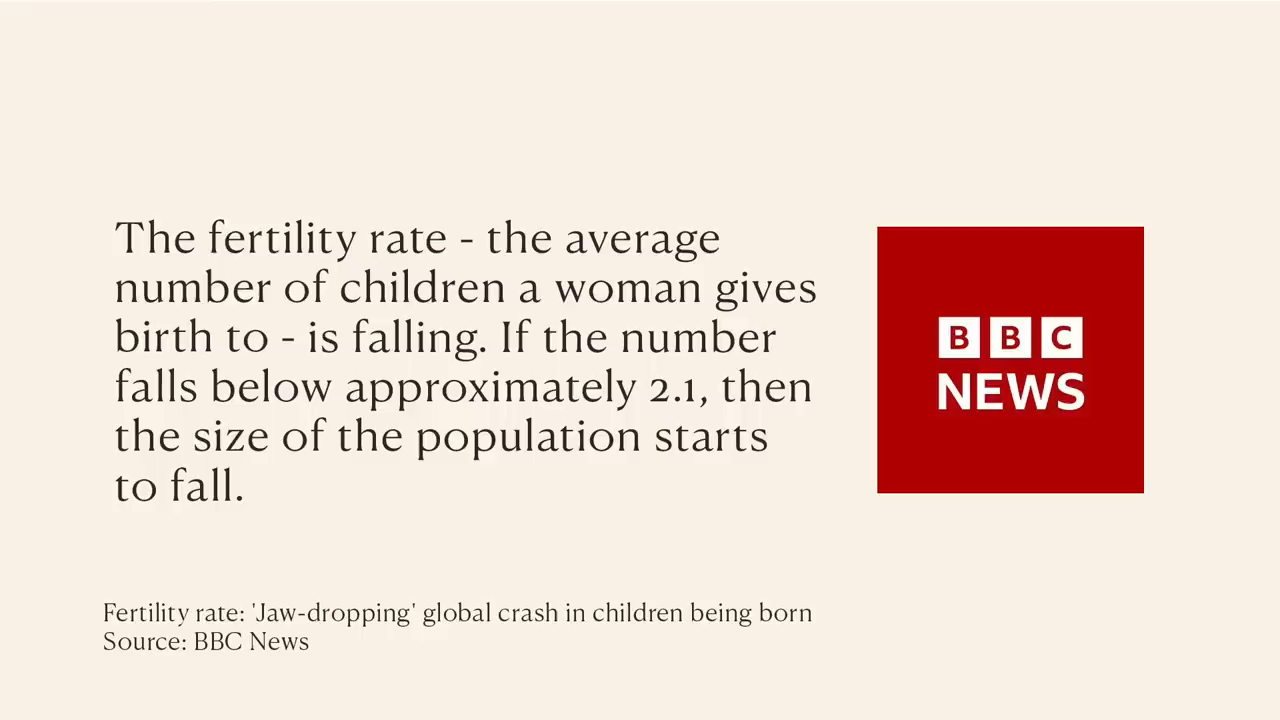 The fertility rate - the average
number of children a woman gives
birth to - is falling. If the number
falls below approximately 2.1, then
the size of the population starts
to fall.
BBC
NEWS
Fertility rate: 'Jaw-dropping' global crash in children being born
Source: BBC News